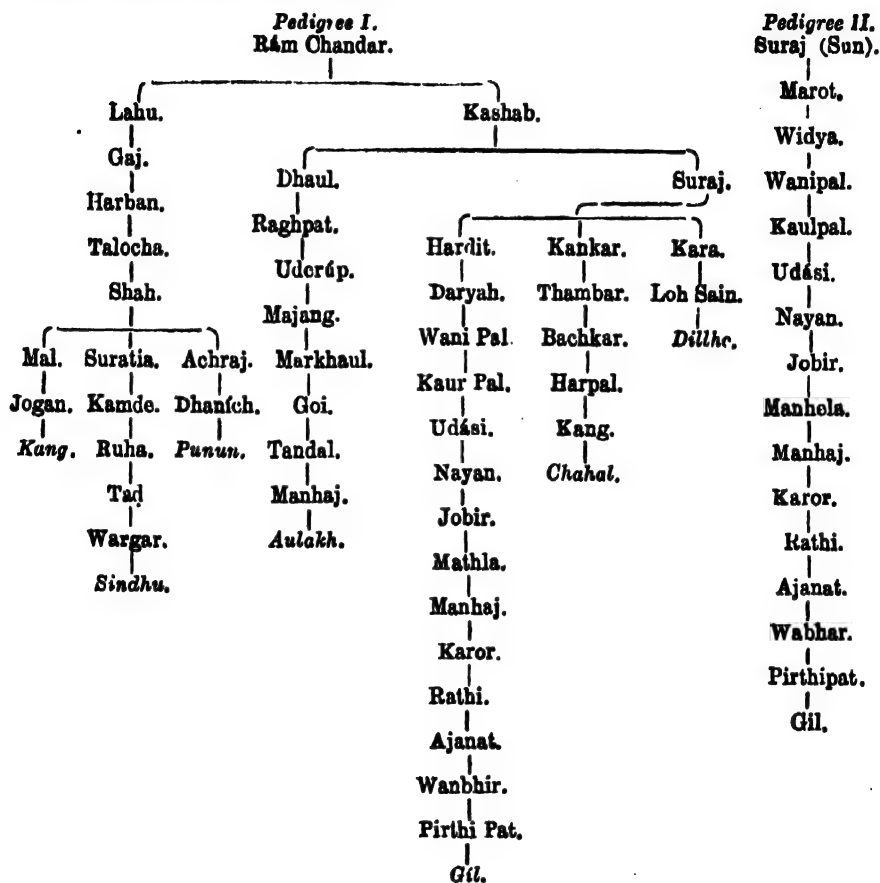 Pedigree I.
Rám Chandar.
Lahu.
Gaj.
Harban.
Talocha.
Shah.
Mal.
Jogan.
Kang.
Suratia.
Kamde.
Ruha.
Tad
Wargar.
Sindhu.
Achraj.
Dhaních.
Punun.
Kashab.
Dhaul.
Raghpat.
Uderúp.
Majang.
Markhaul.
Goi.
Tandal.
Manhaj.
Aulakh.
Suraj.
Hardit.
Daryah.
Wani Pal
Kaur Pal.
Udási.
Nayan.
Jobir.
Mathla.
Manhaj.
Karor.
Rathi.
Ajanat.
Wanbhir.
Pirthi Pat.
Gil.
Kankar.
Thambar.
Bachkar.
Harpal.
Kang.
Chahal.
Kara.
Loh Sain.
Dillhe.
Pedigree II.
Suraj (Sun).
Marot.
Widya.
Wanipal.
Kaulpal.
Udási.
Nayan.
Jobir.
Manhela.
Manhaj.
Karor.
Rathi.
Ajanat.
Wabhar.
Pirthipat.
Gil.